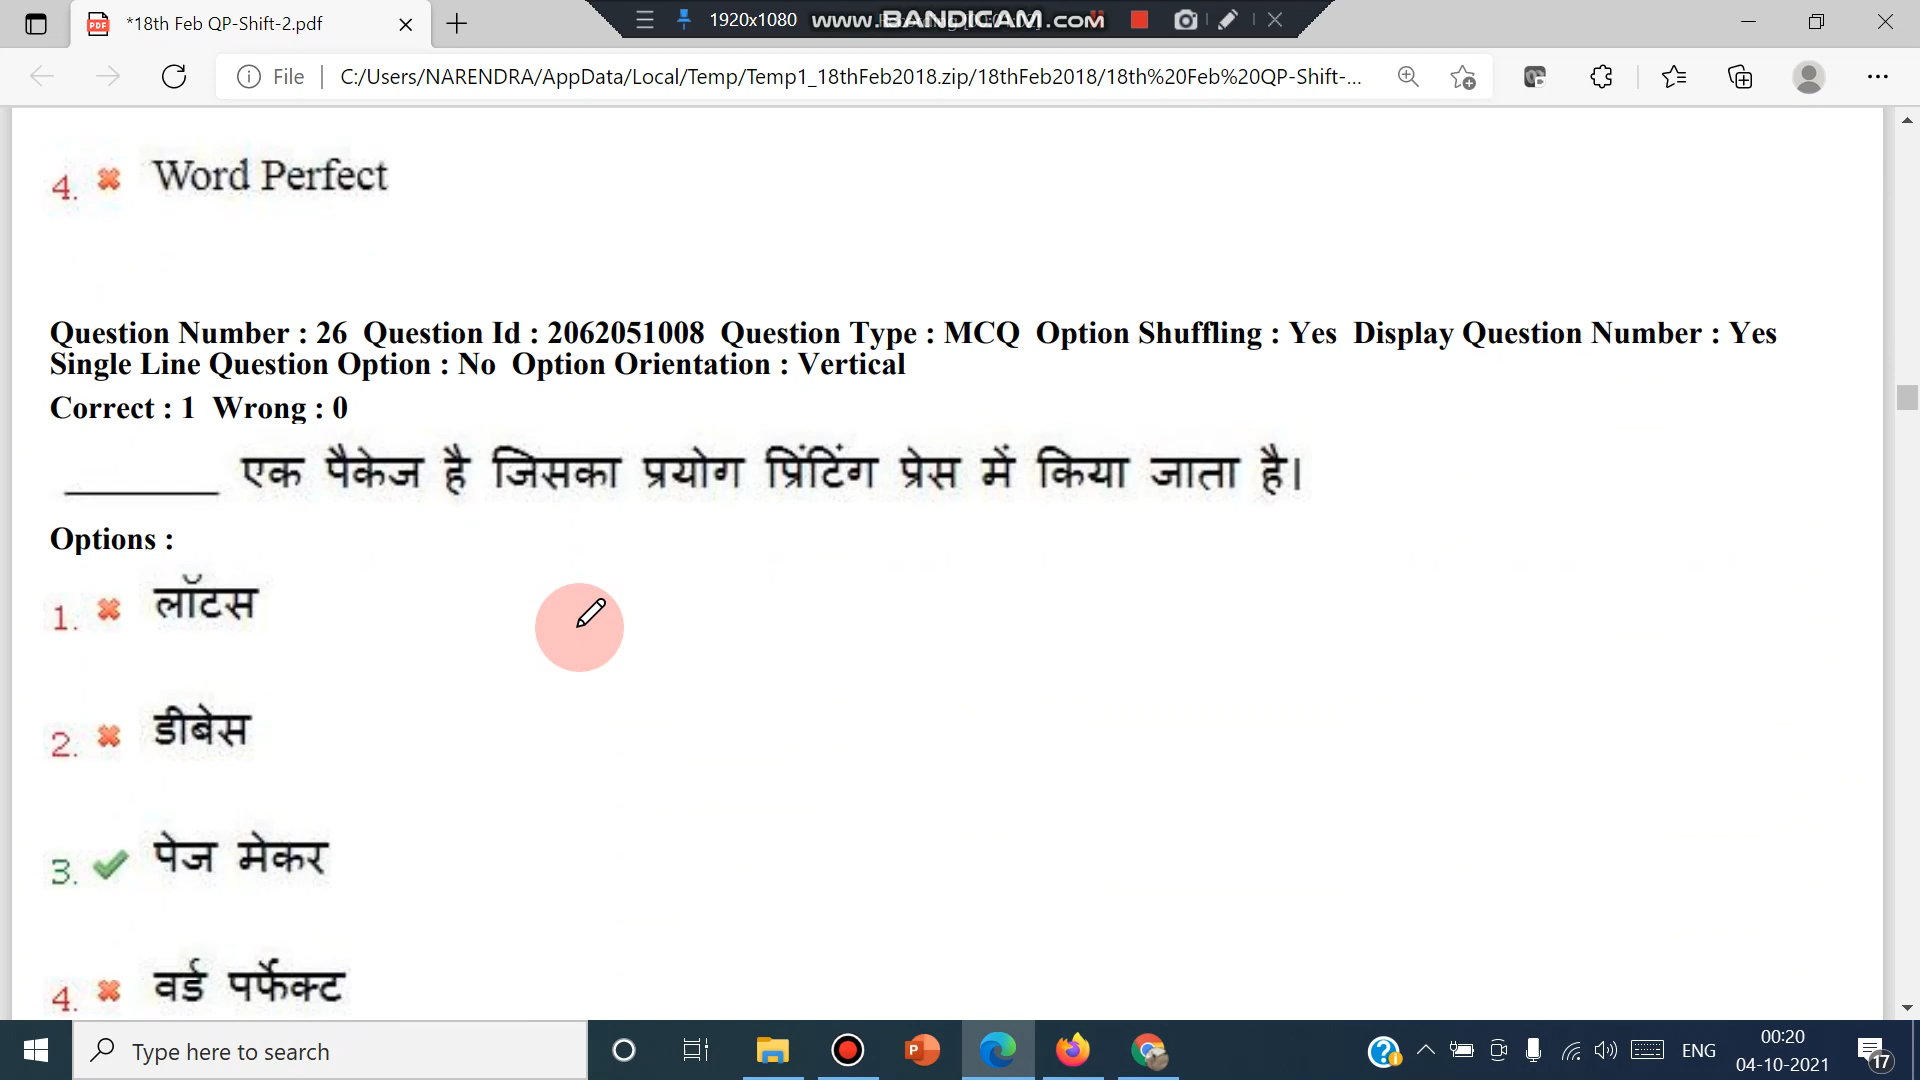 *18th Feb QP-Shift-2.pdf
1920x1080
www.BANDICAM.com
File
C:/Users/NARENDRA/AppData/Local/Temp/Temp1_18thFeb2018.zip/18thFeb2018/18th%20Feb%20QP-Shift-...
4. Word Perfect
Question Number : 26 Question Id : 2062051008 Question Type : MCQ Option Shuffling : Yes Display Question Number : Yes
Single Line Question Option : No Option Orientation : Vertical
Correct : 1 Wrong : 0
________ एक पैकेज है जिसका प्रयोग प्रिंटिंग प्रेस में किया जाता है।
Options :
1. लॉटस
2. डीबेस
3. पेज मेकर
4. वर्ड पर्फेक्ट
Type here to search
ENG
00:20
04-10-2021
17